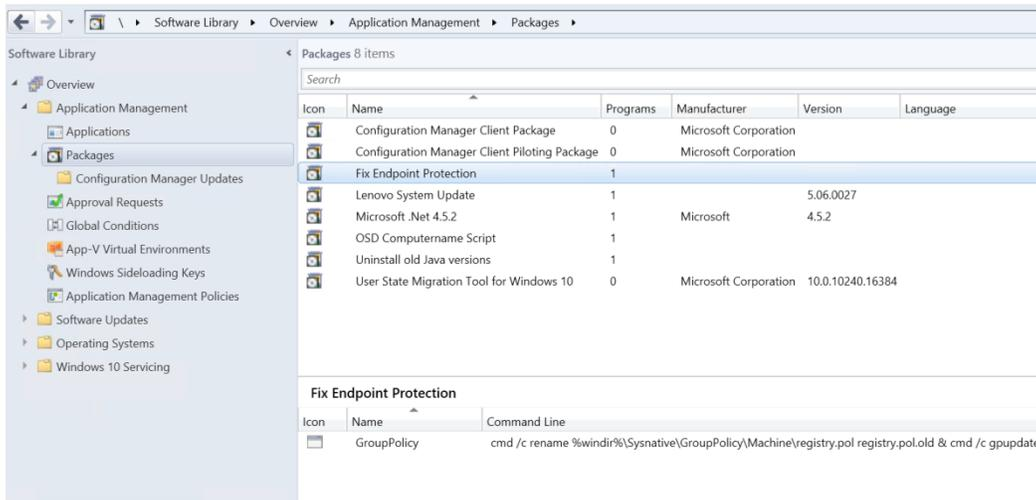 \ Software Library Overview Application Management Packages
Software Library
Overview
Application Management
Applications
Packages
Configuration Manager Updates
Approval Requests
Global Conditions
App-V Virtual Environments
Windows Sideloading Keys
Application Management Policies
Software Updates
Operating Systems
Windows 10 Servicing
Packages 8 items
Search
Icon Name Programs Manufacturer Version Language
Configuration Manager Client Package 0 Microsoft Corporation
Configuration Manager Client Piloting Package 0 Microsoft Corporation
Fix Endpoint Protection 1
Lenovo System Update 1 5.06.0027
Microsoft .Net 4.5.2 1 Microsoft 4.5.2
OSD Computername Script 1
Uninstall old Java versions 1
User State Migration Tool for Windows 10 0 Microsoft Corporation 10.0.10240.16384
Fix Endpoint Protection
Icon Name Command Line
GroupPolicy cmd /c rename %windir%\Sysnative\GroupPolicy\Machine\registry.pol registry.pol.old & cmd /c gpupdate